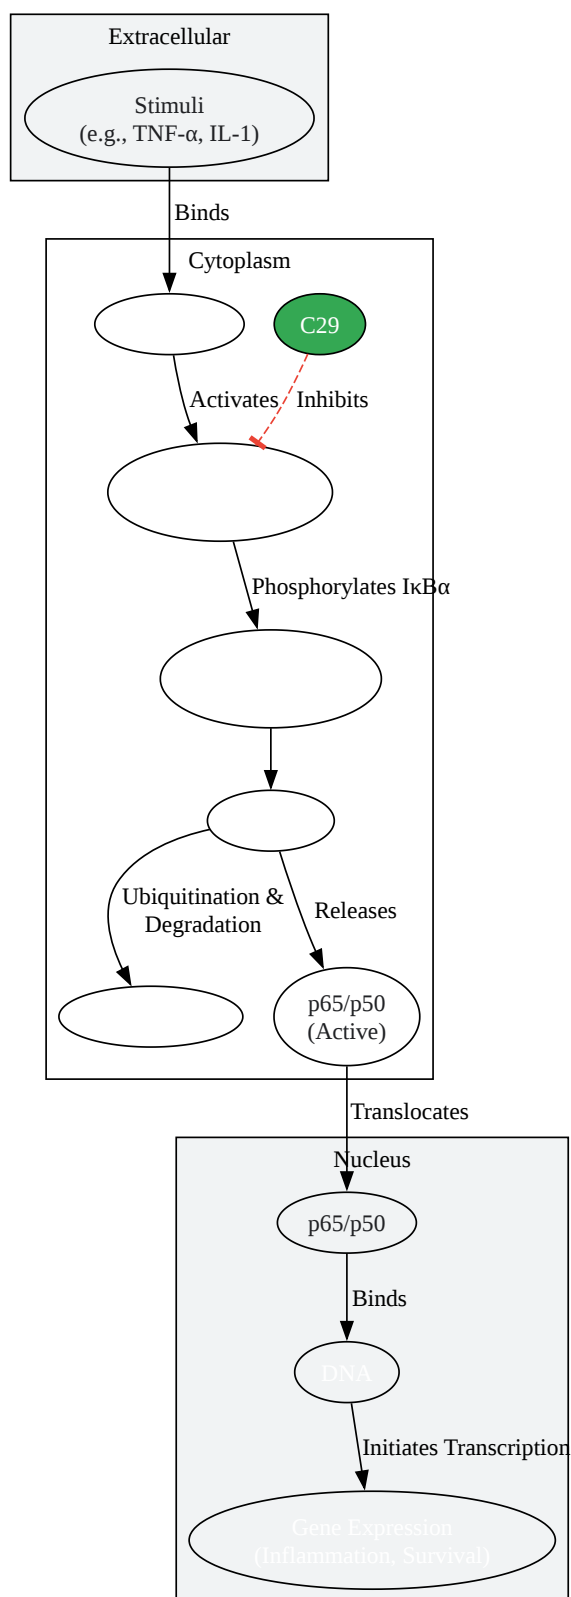 Extracellular
Stimuli
(e.g., TNF-α, IL-1)
Binds
Cytoplasm
C29
Activates
Inhibits
Phosphorylates IκBα
Ubiquitination &
Degradation
Releases
p65/p50
(Active)
Translocates
Nucleus
p65/p50
Binds
DNA
Initiates Transcription
Gene Expression
(Inflammation, Survival)